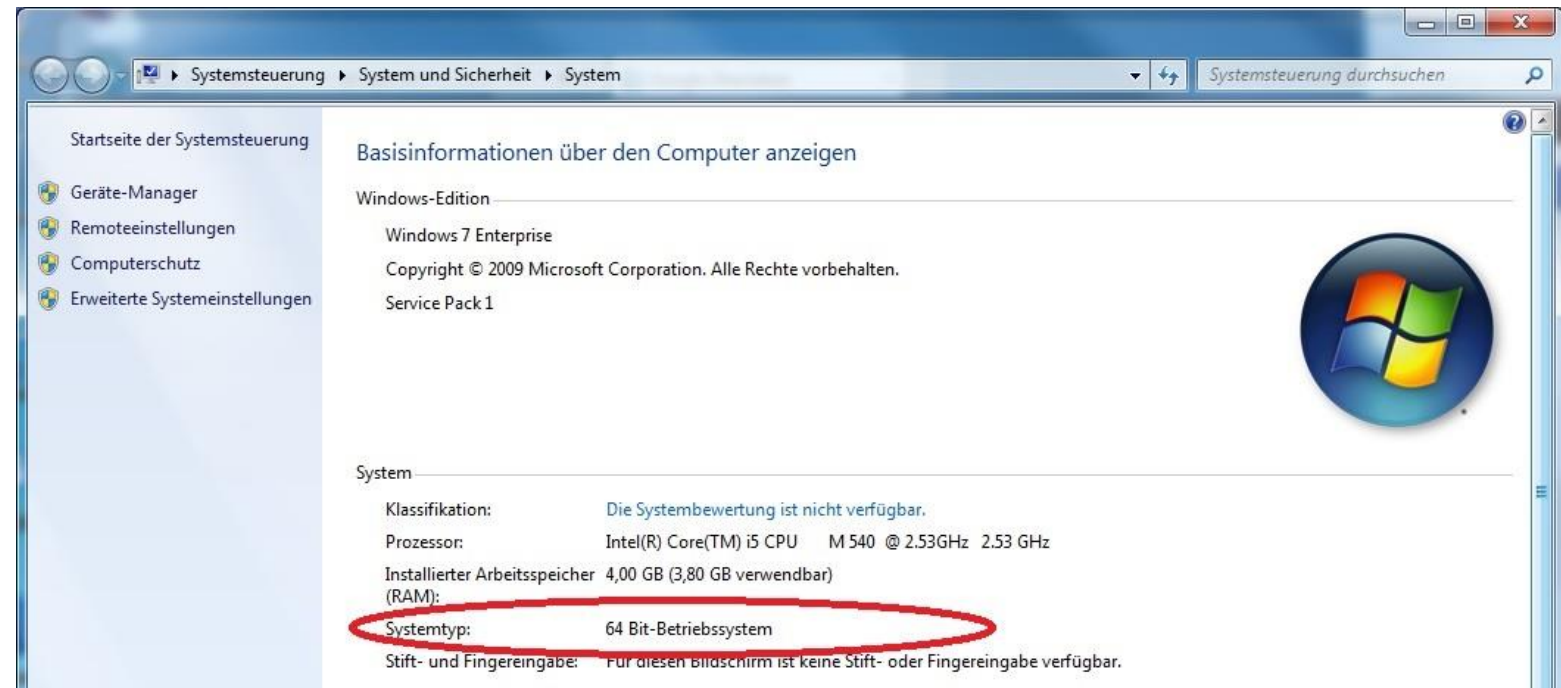 Systemsteuerung ▸ System und Sicherheit ▸ System
Systemsteuerung durchsuchen
Startseite der Systemsteuerung
Geräte-Manager
Remoteeinstellungen
Computerschutz
Erweiterte Systemeinstellungen
Basisinformationen über den Computer anzeigen
Windows-Edition
Windows 7 Enterprise
Copyright © 2009 Microsoft Corporation. Alle Rechte vorbehalten.
Service Pack 1
System
Klassifikation: Die Systembewertung ist nicht verfügbar.
Prozessor: Intel(R) Core(TM) i5 CPU M 540 @ 2.53GHz 2.53 GHz
Installierter Arbeitsspeicher 4,00 GB (3,80 GB verwendbar)
(RAM):
Systemtyp: 64 Bit-Betriebssystem
Stift- und Fingereingabe: Für diesen Bildschirm ist keine Stift- oder Fingereingabe verfügbar.